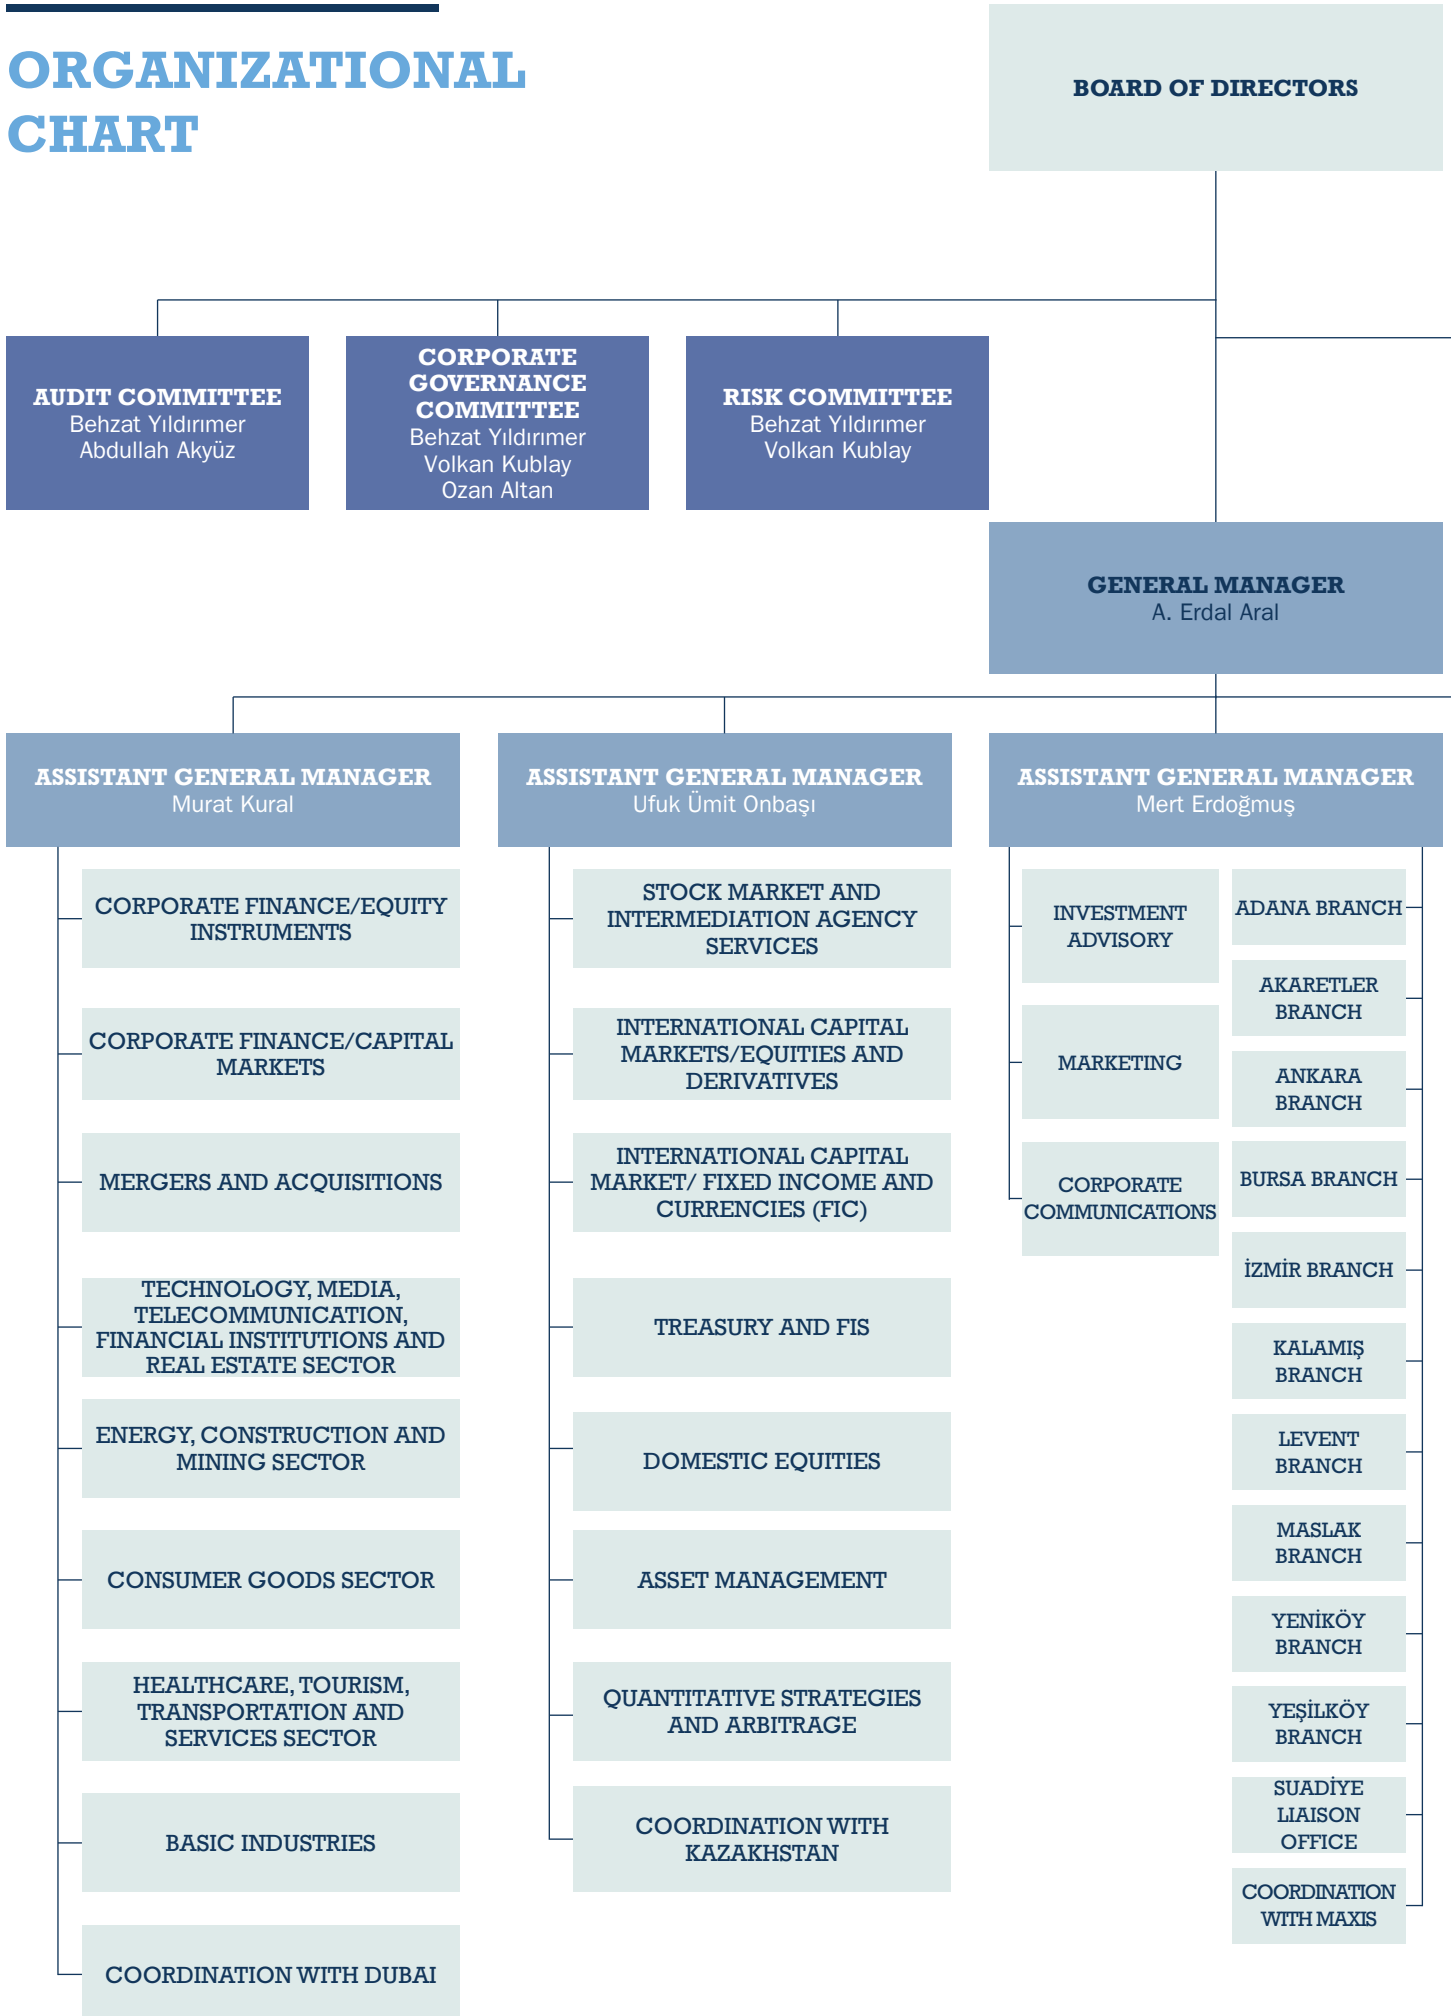 ORGANIZATIONAL
CHART
BOARD OF DIRECTORS
AUDIT COMMITTEE
Behzat Yıldırımer
Abdullah Akyüz
CORPORATE
GOVERNANCE
COMMITTEE
Behzat Yıldırımer
Volkan Kublay
Ozan Altan
RISK COMMITTEE
Behzat Yıldırımer
Volkan Kublay
GENERAL MANAGER
A. Erdal Aral
ASSISTANT GENERAL MANAGER
Murat Kural
CORPORATE FINANCE/EQUITY
INSTRUMENTS
CORPORATE FINANCE/CAPITAL
MARKETS
MERGERS AND ACQUISITIONS
TECHNOLOGY, MEDIA,
TELECOMMUNICATION,
FINANCIAL INSTITUTIONS AND
REAL ESTATE SECTOR
ENERGY, CONSTRUCTION AND
MINING SECTOR
CONSUMER GOODS SECTOR
HEALTHCARE, TOURISM,
TRANSPORTATION AND
SERVICES SECTOR
BASIC INDUSTRIES
COORDINATION WITH DUBAI
ASSISTANT GENERAL MANAGER
Ufuk Ümit Onbaşı
STOCK MARKET AND
INTERMEDIATION AGENCY
SERVICES
INTERNATIONAL CAPITAL
MARKETS/EQUITIES AND
DERIVATIVES
INTERNATIONAL CAPITAL
MARKET/ FIXED INCOME AND
CURRENCIES (FIC)
TREASURY AND FIS
DOMESTIC EQUITIES
ASSET MANAGEMENT
QUANTITATIVE STRATEGIES
AND ARBITRAGE
COORDINATION WITH
KAZAKHSTAN
ASSISTANT GENERAL MANAGER
Mert Erdoğmuş
INVESTMENT
ADVISORY
MARKETING
CORPORATE
COMMUNICATIONS
ADANA BRANCH
AKARETLER
BRANCH
ANKARA
BRANCH
BURSA BRANCH
İZMİR BRANCH
KALAMIŞ
BRANCH
LEVENT
BRANCH
MASLAK
BRANCH
YENİKÖY
BRANCH
YEŞİLKÖY
BRANCH
SUADİYE
LIAISON
OFFICE
COORDINATION
WITH MAXIS